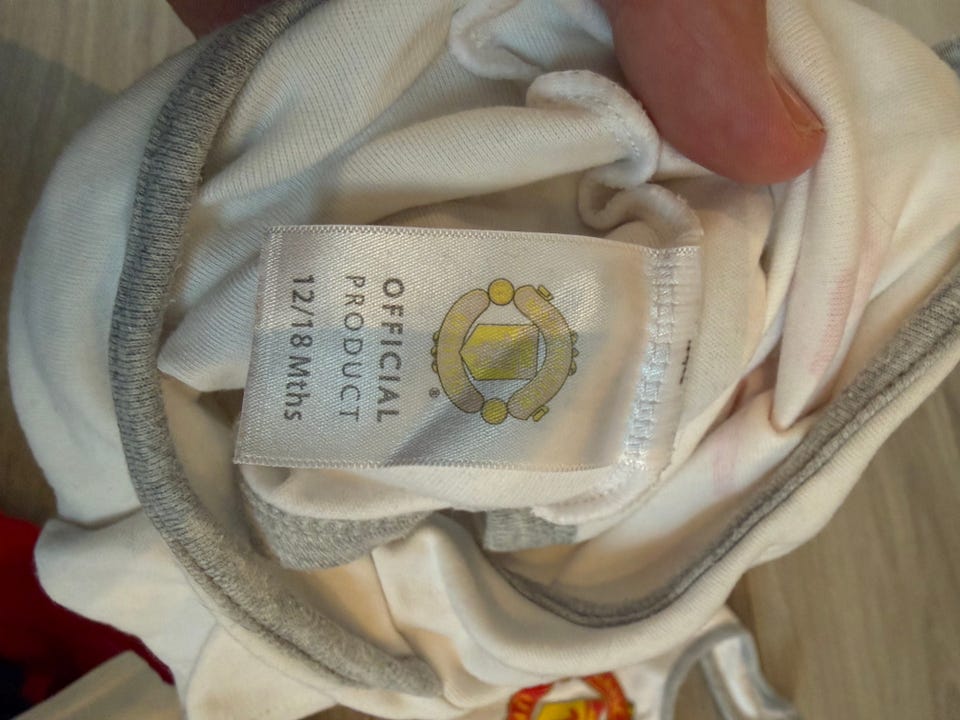 ®
OFFICIAL
PRODUCT
12/18 Mths